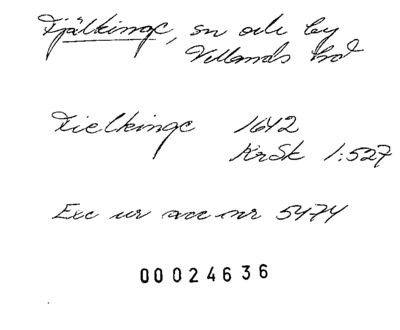 Fjälkinge, sn och by
Villands hd
Fielkinge 1642
KrSk 1:527
Exc ur acc nr 5474
00024636